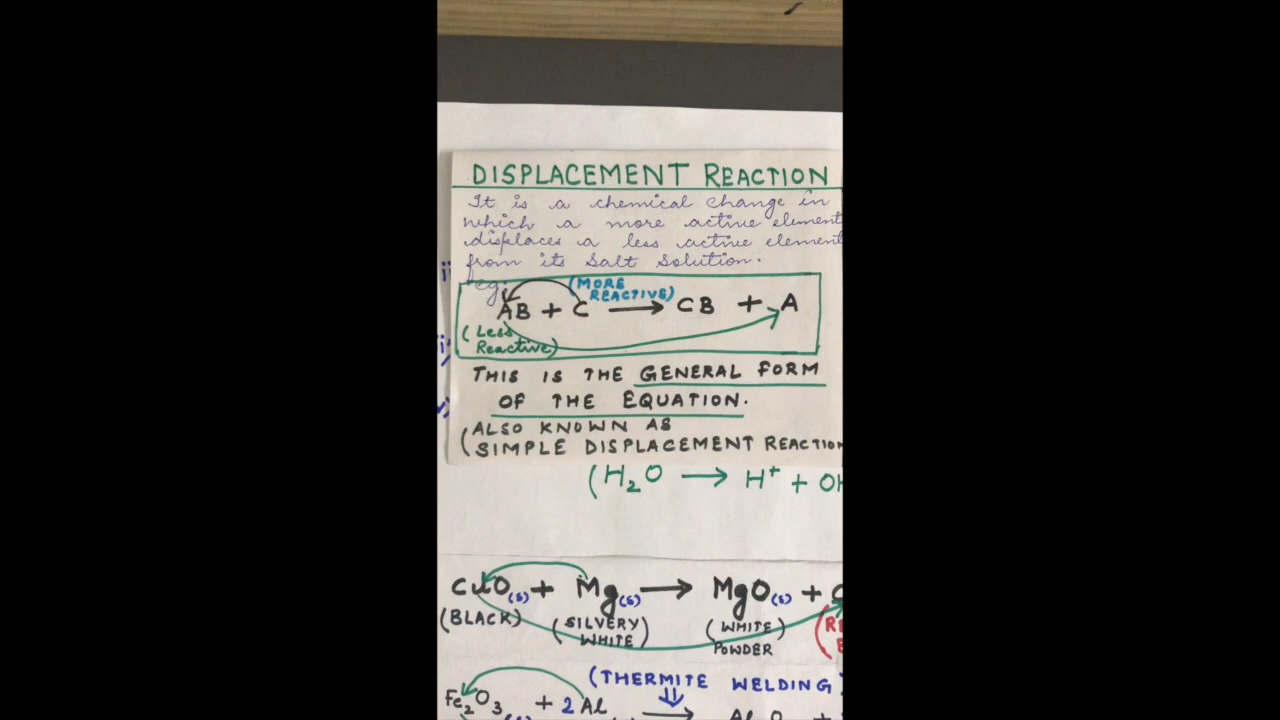 DISPLACEMENT REACTION
It is a chemical change in
which a more active element
displaces a less active element
from its salt solution.
eg:
(MORE REACTIVE)
AB + C → CB + A
(Less Reactive)
THIS IS THE GENERAL FORM
OF THE EQUATION.
(ALSO KNOWN AS
SIMPLE DISPLACEMENT REACTION
(H₂O → H⁺ + OH
CuO(s) + Mg(s) → MgO(s) + C
(BLACK) (SILVERY WHITE) (WHITE) POWDER
(THERMITE WELDING)
Fe₂O₃ + 2Al →